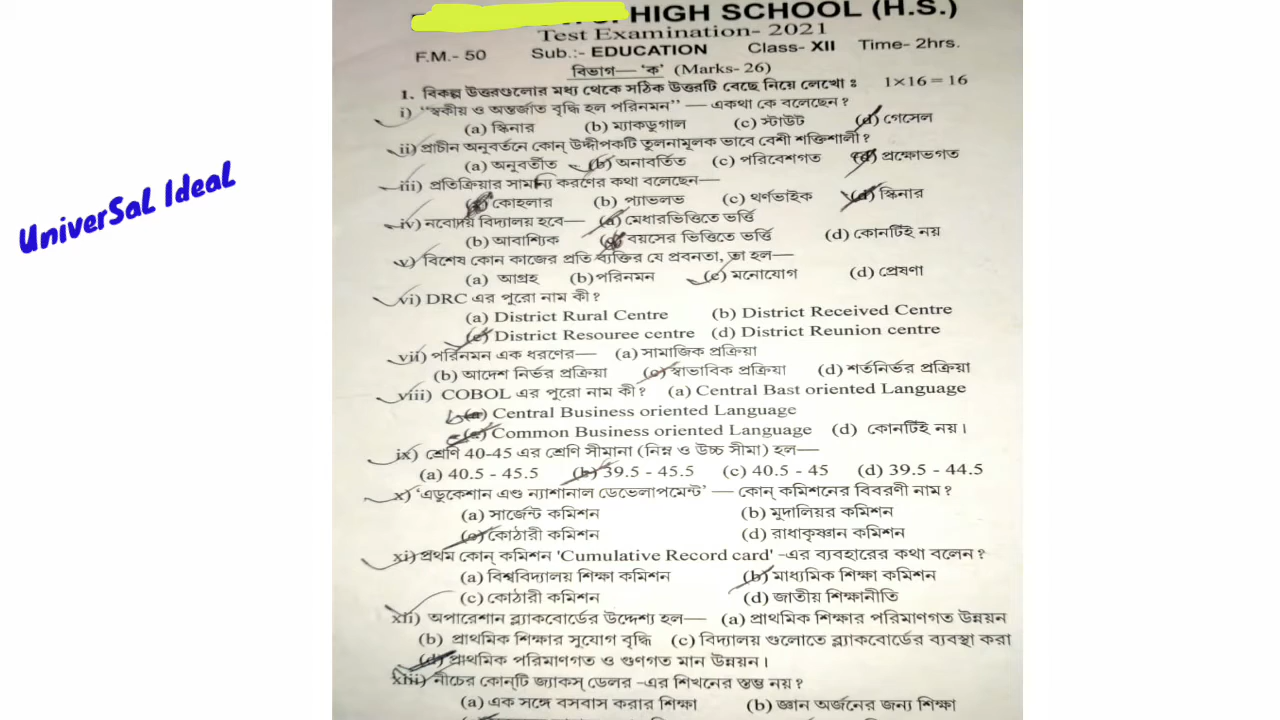 HIGH SCHOOL (H.S.)
Test Examination- 2021
F.M.- 50 Sub.:- EDUCATION Class- XII Time- 2hrs.
বিভাগ— ‘ক’ (Marks- 26)
1. বিকল্প উত্তরগুলোর মধ্য থেকে সঠিক উত্তরটি বেছে নিয়ে লেখো ঃ 1×16 = 16
i) “স্বকীয় ও অন্তর্জাত বৃদ্ধি হল পরিনমন” — একথা কে বলেছেন ?
(a) স্কিনার (b) ম্যাকডুগাল (c) স্টাউট (d) গেসেল
ii) প্রাচীন অনুবর্তনে কোন্ উদ্দীপকটি তুলনামূলক ভাবে বেশী শক্তিশালী ?
(a) অনুবর্তীত (b) অনাবর্তিত (c) পরিবেশগত (d) প্রক্ষোভগত
iii) প্রতিক্রিয়ার সামান্যি করণের কথা বলেছেন—
(a) কোহলার (b) প্যাভলভ (c) থর্ণডাইক (d) স্কিনার
iv) নবোদয় বিদ্যালয় হবে— (a) মেধারভিত্তিতে ভর্ত্তি
UniverSaL IdeaL
(b) আবাশ্যিক (c) বয়সের ভিত্তিতে ভর্ত্তি (d) কোনটিই নয়
v) বিশেষ কোন কাজের প্রতি ব্যক্তির যে প্রবনতা, তা হল—
(a) আগ্রহ (b) পরিনমন (c) মনোযোগ (d) প্রেষণা
vi) DRC এর পুরো নাম কী ?
(a) District Rural Centre (b) District Received Centre
(c) District Resouree centre (d) District Reunion centre
vii) পরিনমন এক ধরণের— (a) সামাজিক প্রক্রিয়া
(b) আদেশ নির্ভর প্রক্রিয়া (c) স্বাভাবিক প্রক্রিয়া (d) শর্তনির্ভর প্রক্রিয়া
viii) COBOL এর পুরো নাম কী ? (a) Central Bast oriented Language
b (a) Central Business oriented Language
c (a) Common Business oriented Language (d) কোনটিই নয়।
ix) শ্রেণি 40-45 এর শ্রেণি সীমানা (নিম্ন ও উচ্চ সীমা) হল—
(a) 40.5 - 45.5 (b) 39.5 - 45.5 (c) 40.5 - 45 (d) 39.5 - 44.5
x) ‘এডুকেশান এণ্ড ন্যাশানাল ডেভেলাপমেন্ট’ — কোন্ কমিশনের বিবরণী নাম ?
(a) সার্জেন্ট কমিশন (b) মুদালিয়র কমিশন
(c) কোঠারী কমিশন (d) রাধাকৃষ্ণান কমিশন
xi) প্রথম কোন্ কমিশন 'Cumulative Record card' -এর ব্যবহারের কথা বলেন ?
(a) বিশ্ববিদ্যালয় শিক্ষা কমিশন (b) মাধ্যমিক শিক্ষা কমিশন
(c) কোঠারী কমিশন (d) জাতীয় শিক্ষানীতি
xii) অপারেশান ব্ল্যাকবোর্ডের উদ্দেশ্য হল— (a) প্রাথমিক শিক্ষার পরিমাণগত উন্নয়ন
(b) প্রাথমিক শিক্ষার সুযোগ বৃদ্ধি (c) বিদ্যালয় গুলোতে ব্ল্যাকবোর্ডের ব্যবস্থা করা
(d) প্রাথমিক পরিমাণগত ও গুণগত মান উন্নয়ন।
xiii) নীচের কোন্‌টি জ্যাকস্ ডেলর -এর শিখনের স্তম্ভ নয় ?
(a) এক সঙ্গে বসবাস করার শিক্ষা (b) জ্ঞান অর্জনের জন্য শিক্ষা